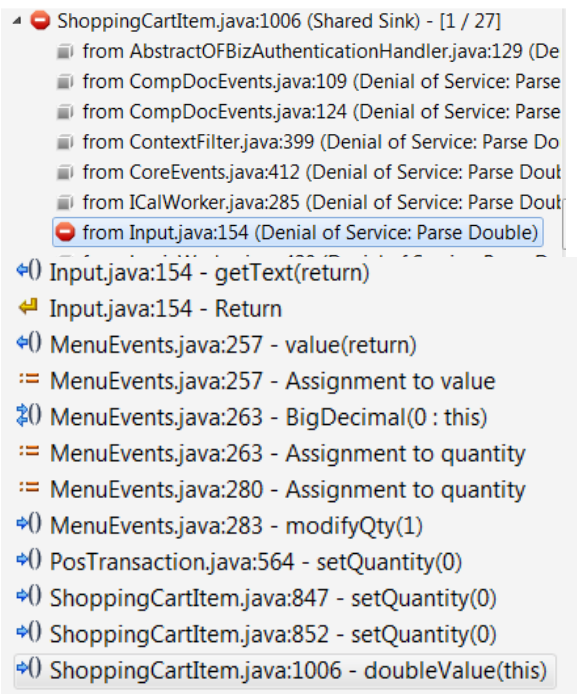 ShoppingCartItem.java:1006 (Shared Sink) - [1 / 27]
from AbstractOFBizAuthenticationHandler.java:129 (De
from CompDocEvents.java:109 (Denial of Service: Parse
from CompDocEvents.java:124 (Denial of Service: Parse
from ContextFilter.java:399 (Denial of Service: Parse Do
from CoreEvents.java:412 (Denial of Service: Parse Doub
from ICalWorker.java:285 (Denial of Service: Parse Doub
from Input.java:154 (Denial of Service: Parse Double)
Input.java:154 - getText(return)
Input.java:154 - Return
MenuEvents.java:257 - value(return)
MenuEvents.java:257 - Assignment to value
MenuEvents.java:263 - BigDecimal(0 : this)
MenuEvents.java:263 - Assignment to quantity
MenuEvents.java:280 - Assignment to quantity
MenuEvents.java:283 - modifyQty(1)
PosTransaction.java:564 - setQuantity(0)
ShoppingCartItem.java:847 - setQuantity(0)
ShoppingCartItem.java:852 - setQuantity(0)
ShoppingCartItem.java:1006 - doubleValue(this)